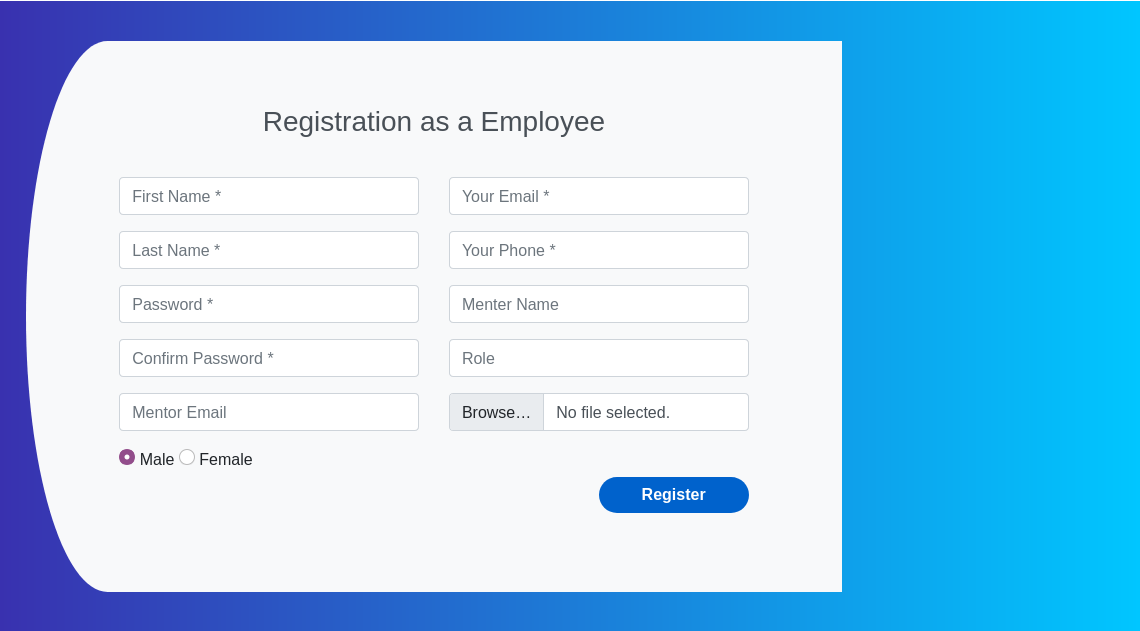 Registration as a Employee
First Name *
Your Email *
Last Name *
Your Phone *
Password *
Menter Name
Confirm Password *
Role
Mentor Email
Browse… No file selected.
Male Female
Register